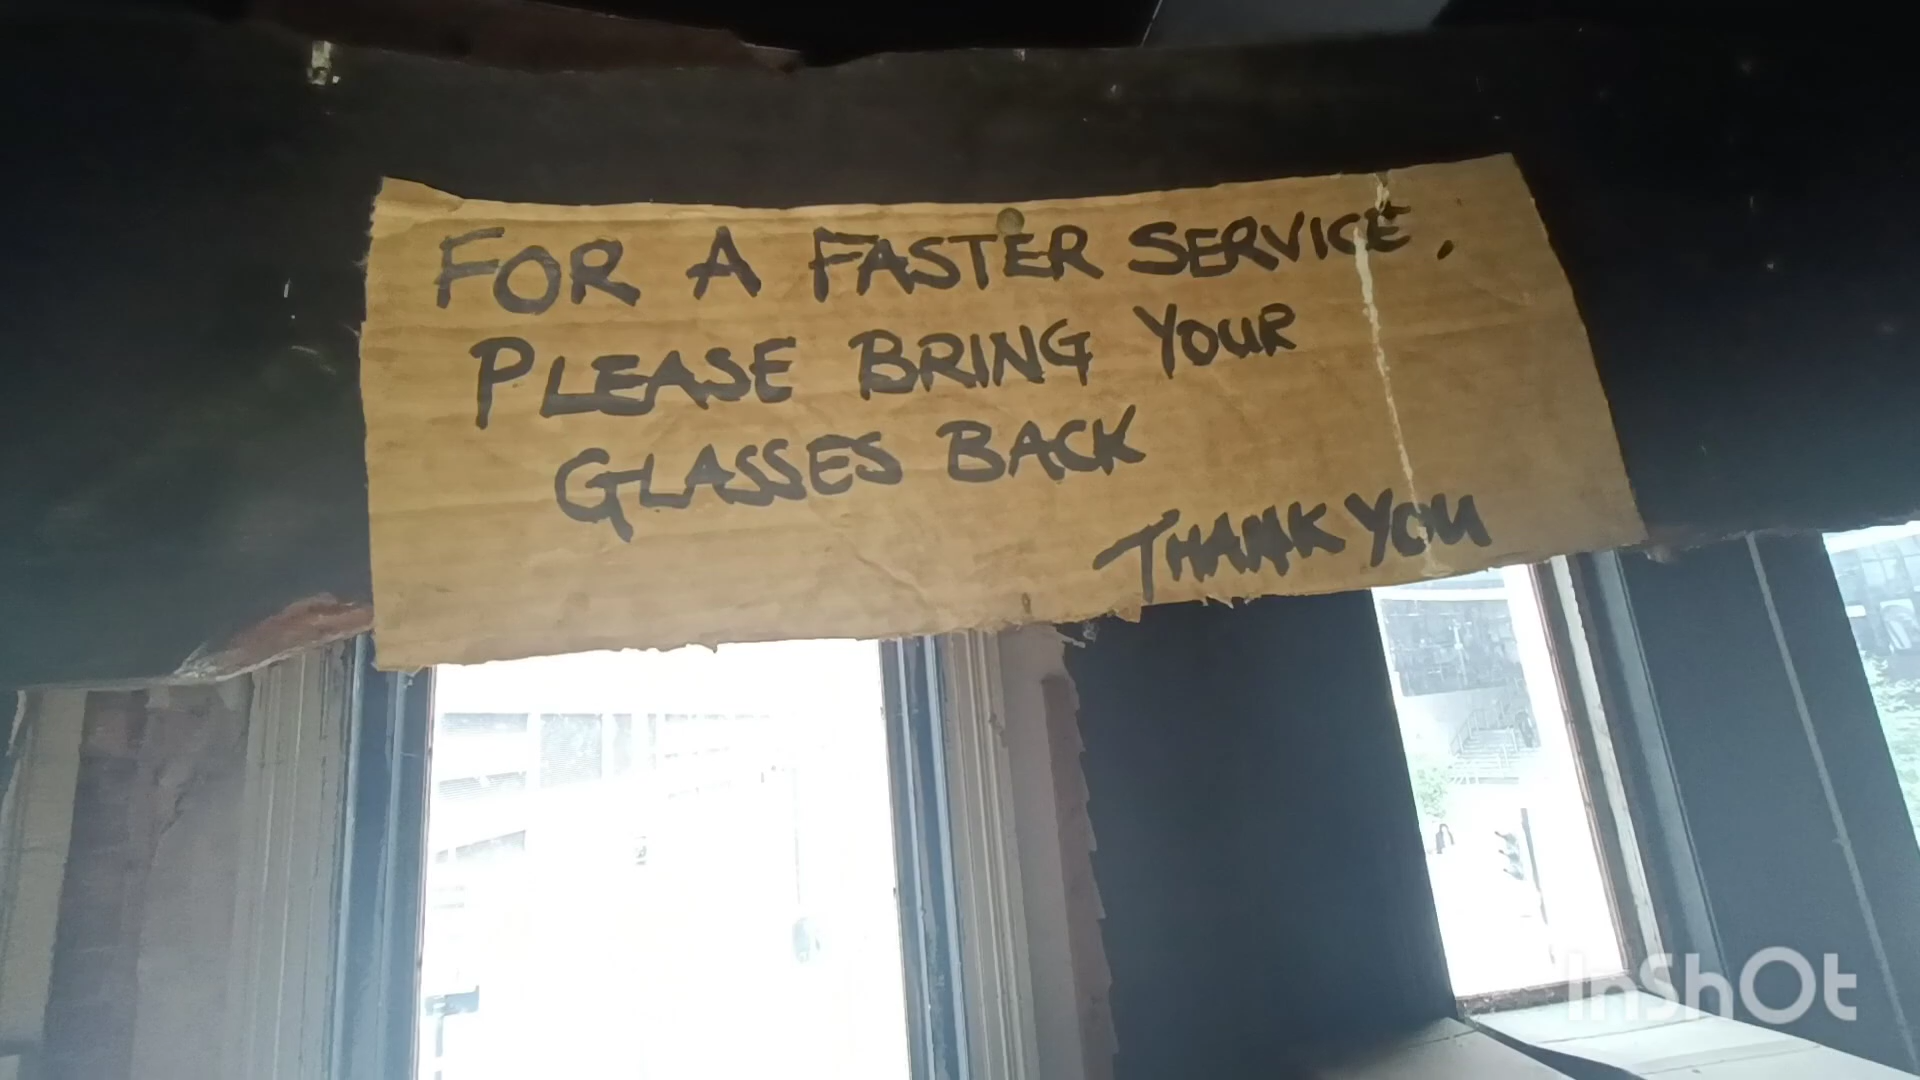 FOR A FASTER SERVICE,
PLEASE BRING YOUR
GLASSES BACK
THANK YOU
InShOt